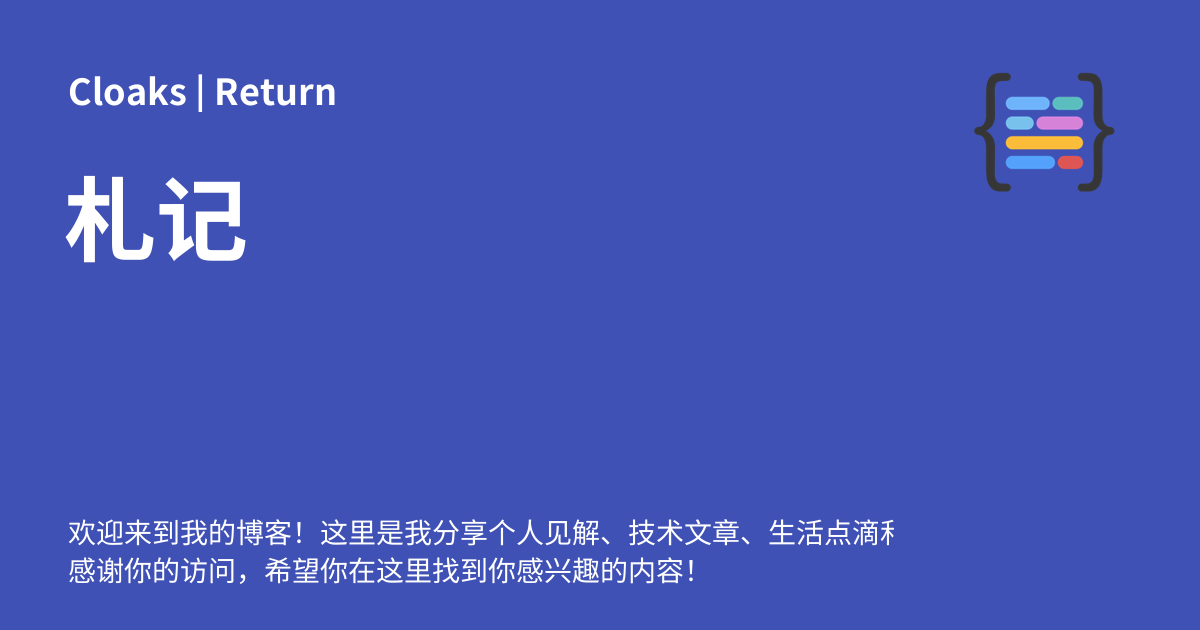 Cloaks | Return
札记
欢迎来到我的博客！这里是我分享个人见解、技术文章、生活点滴
感谢你的访问，希望你在这里找到你感兴趣的内容！